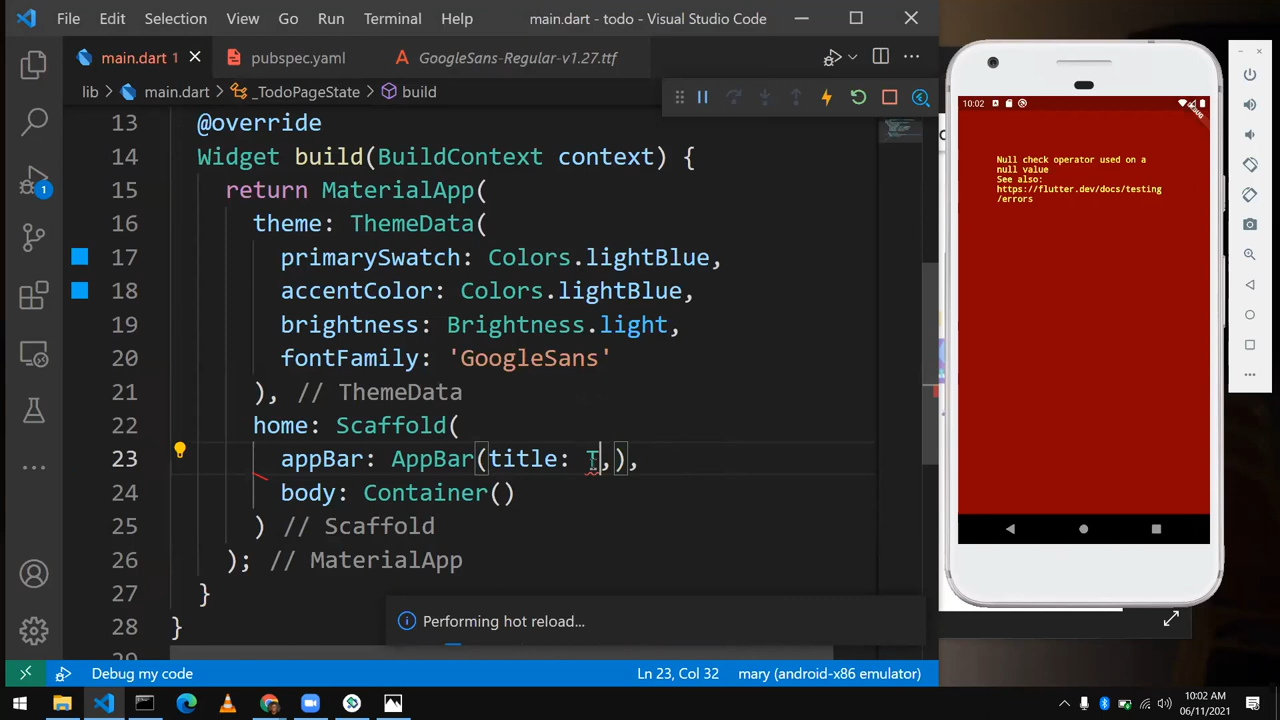 File Edit Selection View Go Run Terminal Help main.dart - todo - Visual Studio Code
main.dart 1 pubspec.yaml GoogleSans-Regular-v1.27.ttf
lib > main.dart > _TodoPageState > build
13 @override
14 Widget build(BuildContext context) {
15 return MaterialApp(
16 theme: ThemeData(
17 primarySwatch: Colors.lightBlue,
18 accentColor: Colors.lightBlue,
19 brightness: Brightness.light,
20 fontFamily: 'GoogleSans'
21 ), // ThemeData
22 home: Scaffold(
23 appBar: AppBar(title: T,),
24 body: Container()
25 ) // Scaffold
26 ); // MaterialApp
27 }
28 }
1
Performing hot reload...
Debug my code Ln 23, Col 32 mary (android-x86 emulator)
10:02 AM
06/11/2021
10:02
DEBUG
Null check operator used on a
null value
See also:
https://flutter.dev/docs/testing
/errors